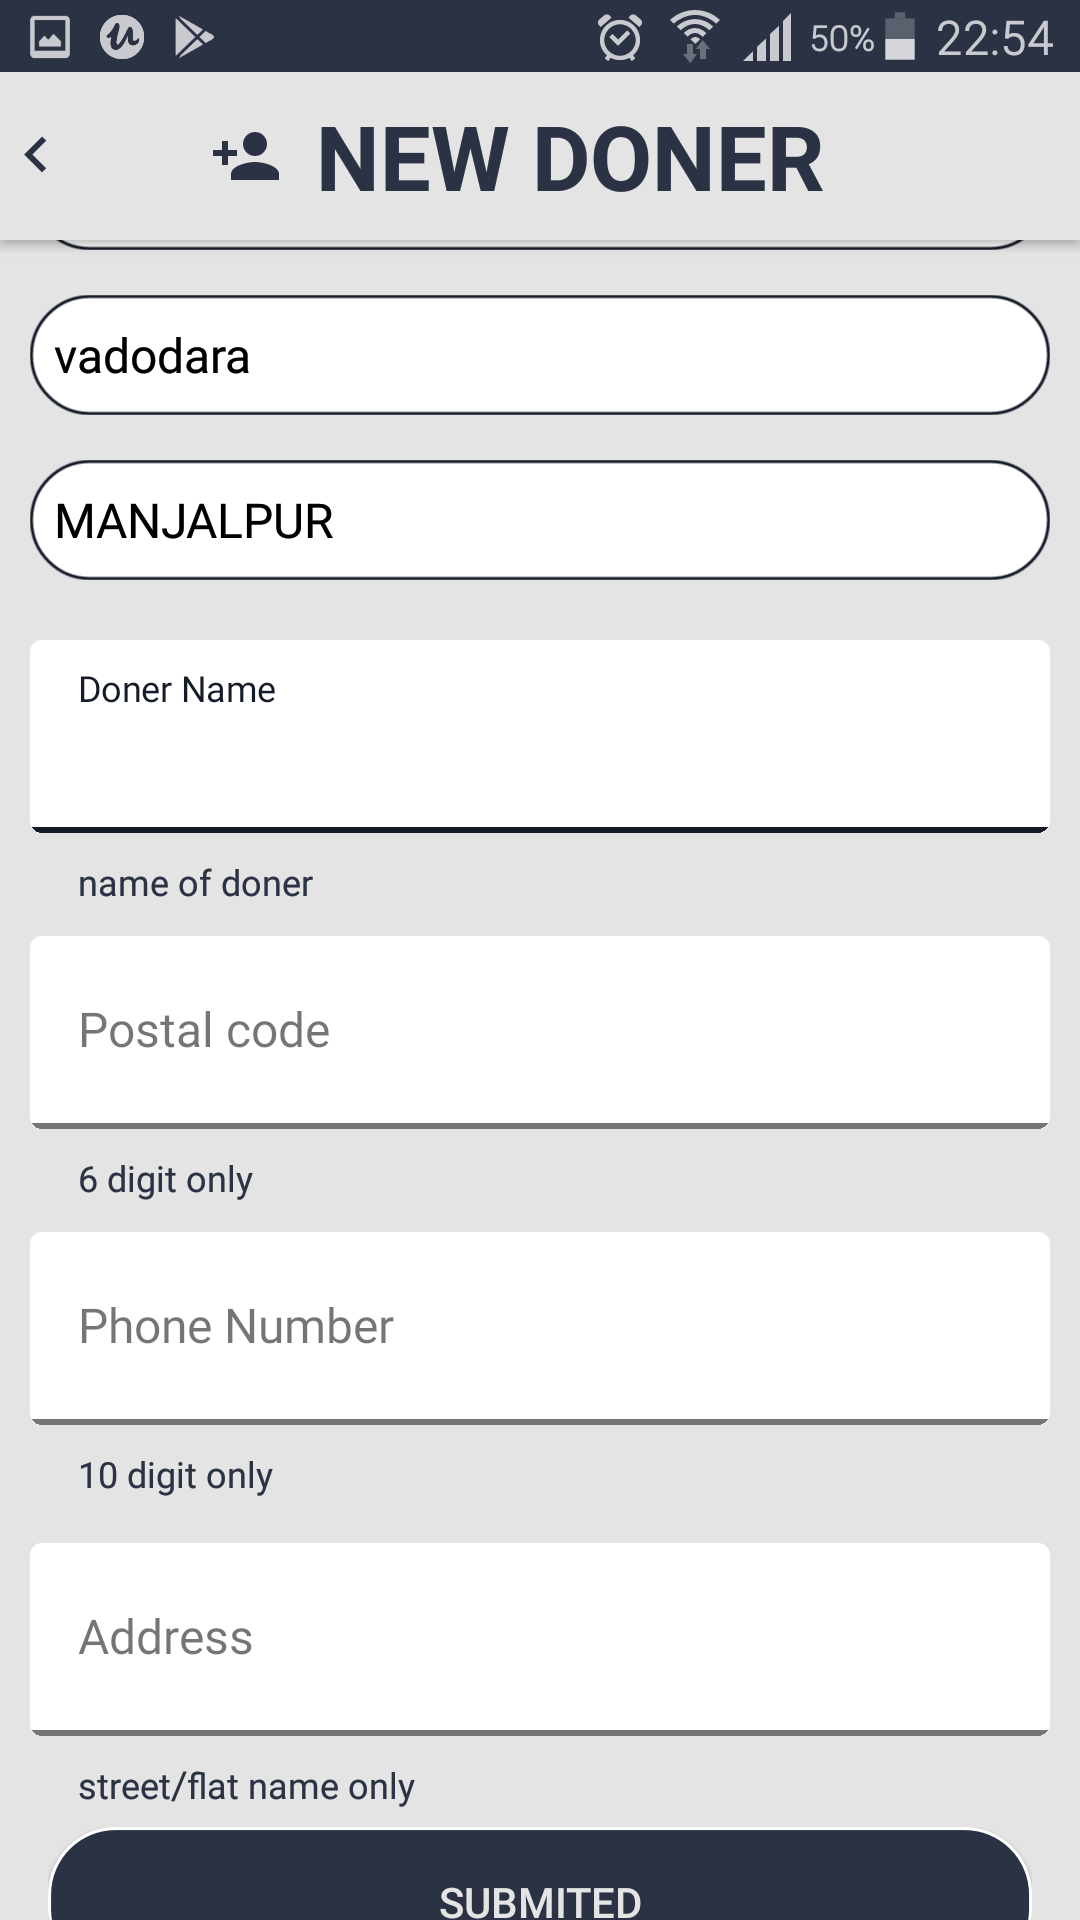 50% 22:54
NEW DONER
vadodara
MANJALPUR
Doner Name
name of doner
Postal code
6 digit only
Phone Number
10 digit only
Address
street/flat name only
SUBMITED